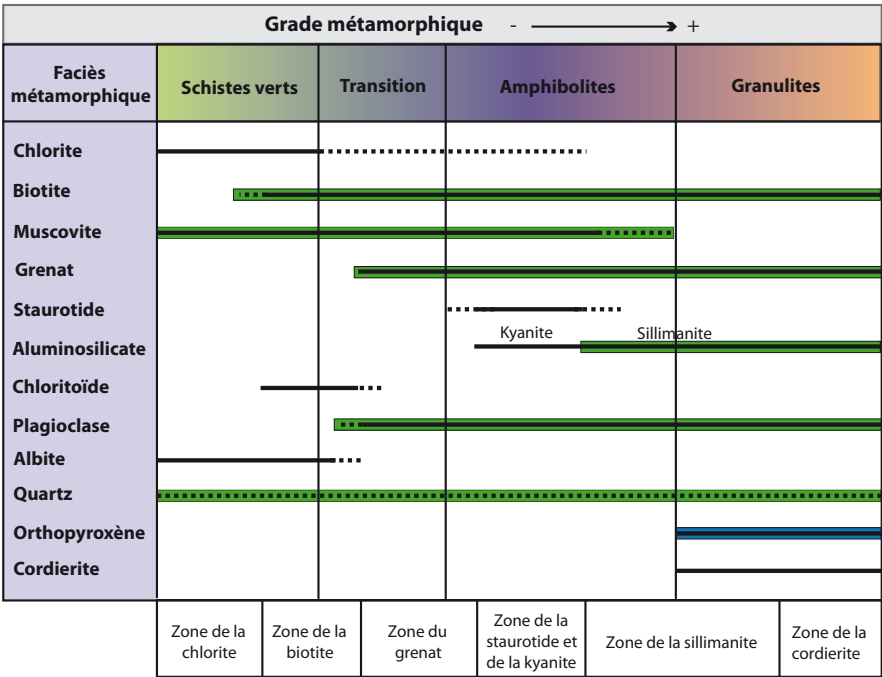 Grade métamorphique - +
Faciès
métamorphique
Schistes verts
Transition
Amphibolites
Granulites
Chlorite
Biotite
Muscovite
Grenat
Staurotide
Kyanite
Sillimanite
Aluminosilicate
Chloritoïde
Plagioclase
Albite
Quartz
Orthopyroxène
Cordierite
Zone de la
chlorite
Zone de la
biotite
Zone du
grenat
Zone de la
staurotide et
de la kyanite
Zone de la sillimanite
Zone de la
cordierite